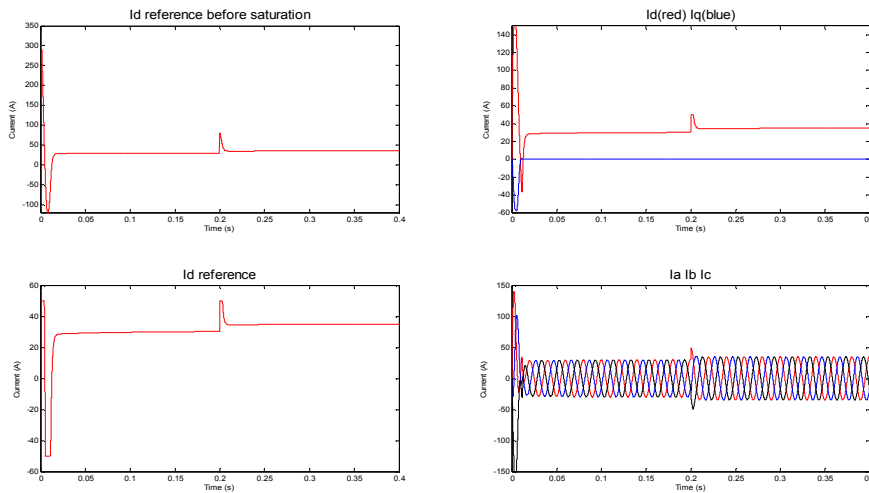 Id reference before saturation
350
300
250
200
150
100
50
0
-50
-100
Current (A)
0 0.05 0.1 0.15 0.2 0.25 0.3 0.35 0.4
Time (s)
Id(red) Iq(blue)
140
120
100
80
60
40
20
0
-20
-40
-60
Current (A)
0 0.05 0.1 0.15 0.2 0.25 0.3 0.35 0.
Time (s)
Id reference
60
40
20
0
-20
-40
-60
Current (A)
0 0.05 0.1 0.15 0.2 0.25 0.3 0.35 0.4
Time (s)
Ia Ib Ic
150
100
50
0
-50
-100
-150
Current (A)
0 0.05 0.1 0.15 0.2 0.25 0.3 0.35 0.
Time (s)